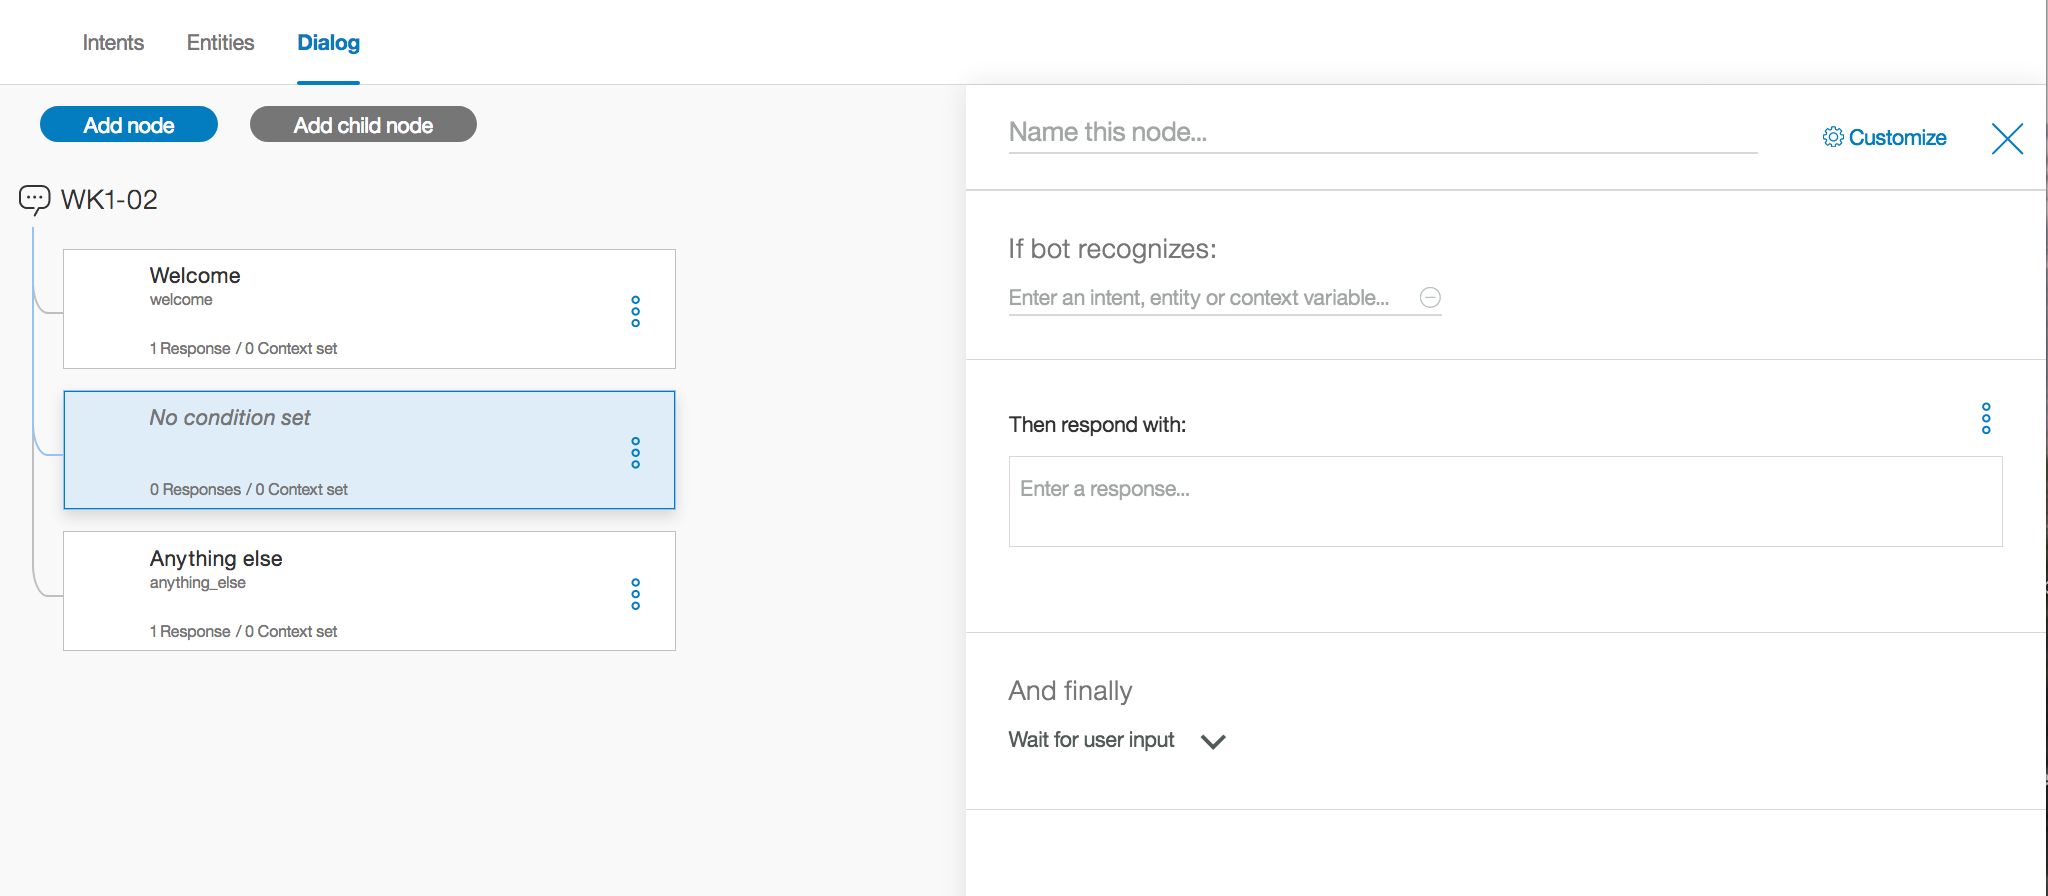 Intents Entities Dialog
Add node Add child node
WK1-02
Welcome
welcome
1 Response / 0 Context set
No condition set
0 Responses / 0 Context set
Anything else
anything_else
1 Response / 0 Context set
Name this node...
Customize
If bot recognizes:
Enter an intent, entity or context variable...
Then respond with:
Enter a response...
And finally
Wait for user input